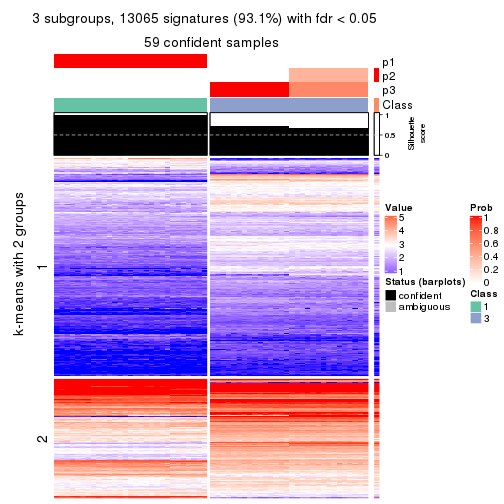 3 subgroups, 13065 signatures (93.1%) with fdr < 0.05
59 confident samples
p1
p2
p3
Class
1
0.5
0
Silhouette
score
k-means with 2 groups
1
2
Value
5
4
3
2
1
Status (barplots)
confident
ambiguous
Prob
1
0.8
0.6
0.4
0.2
0
Class
1
3